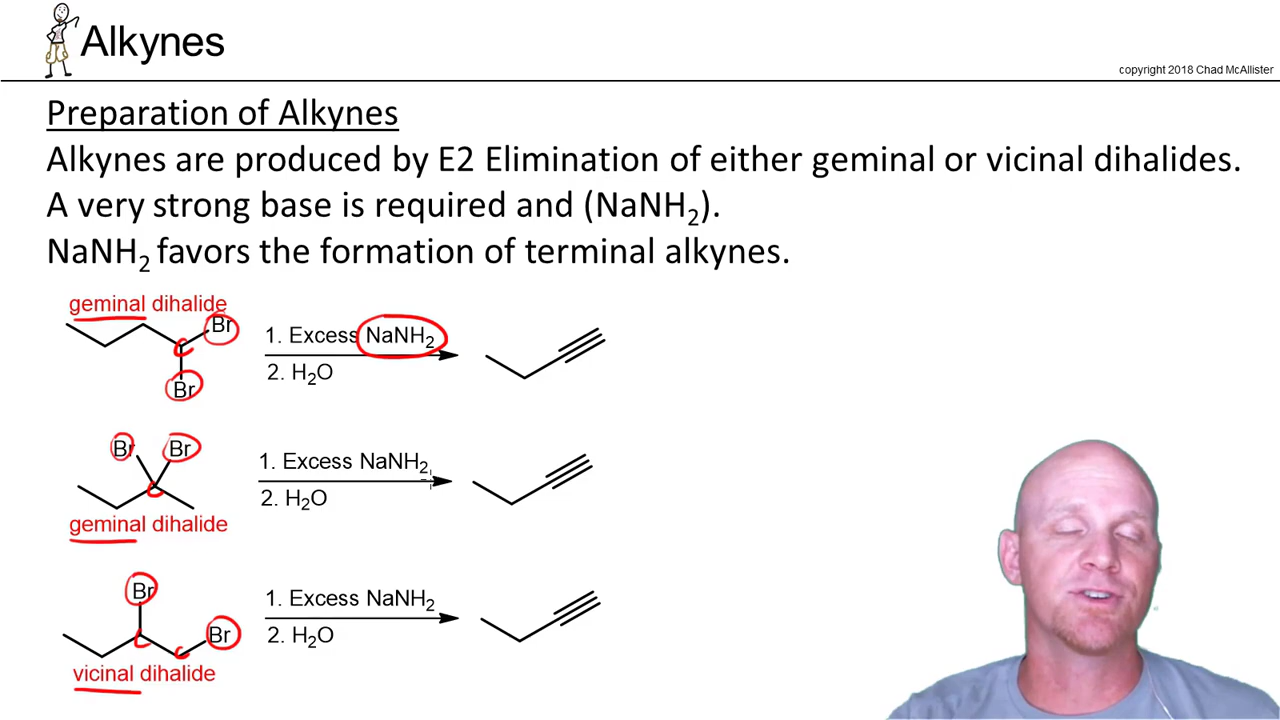 Alkynes
copyright 2018 Chad McAllister
Preparation of Alkynes
Alkynes are produced by E2 Elimination of either geminal or vicinal dihalides.
A very strong base is required and (NaNH₂).
NaNH₂ favors the formation of terminal alkynes.
geminal dihalide
Br
Br
1. Excess NaNH₂
2. H₂O
Br Br
geminal dihalide
1. Excess NaNH₂
2. H₂O
Br
Br
vicinal dihalide
1. Excess NaNH₂
2. H₂O